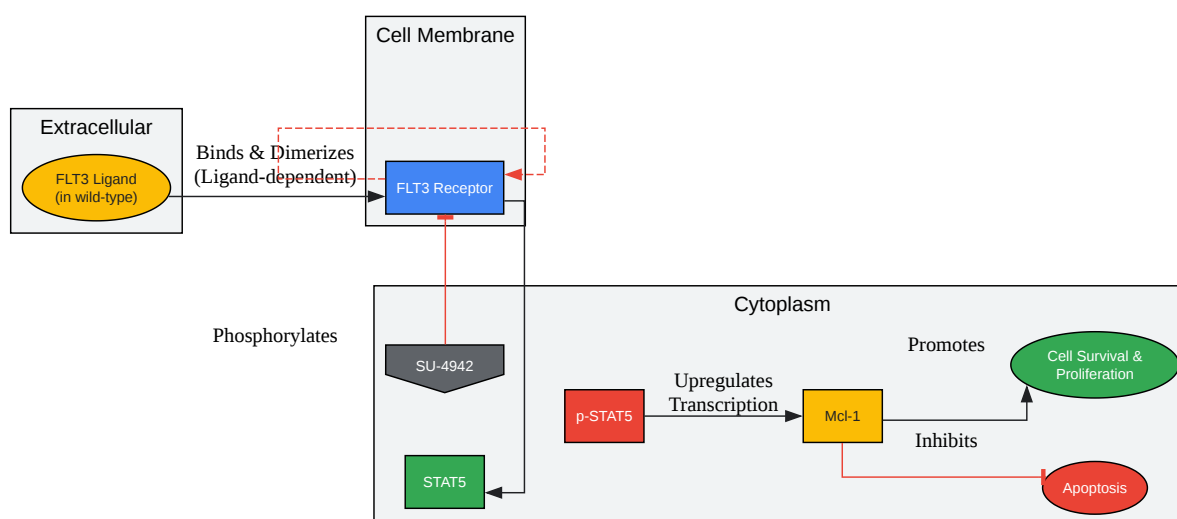 Cell Membrane
Extracellular
Binds & Dimerizes
(Ligand-dependent)
FLT3 Ligand
(in wild-type)
FLT3 Receptor
Cytoplasm
Phosphorylates
SU-4942
Promotes
Cell Survival &
Proliferation
Upregulates
Transcription
p-STAT5
Mcl-1
Inhibits
STAT5
Apoptosis